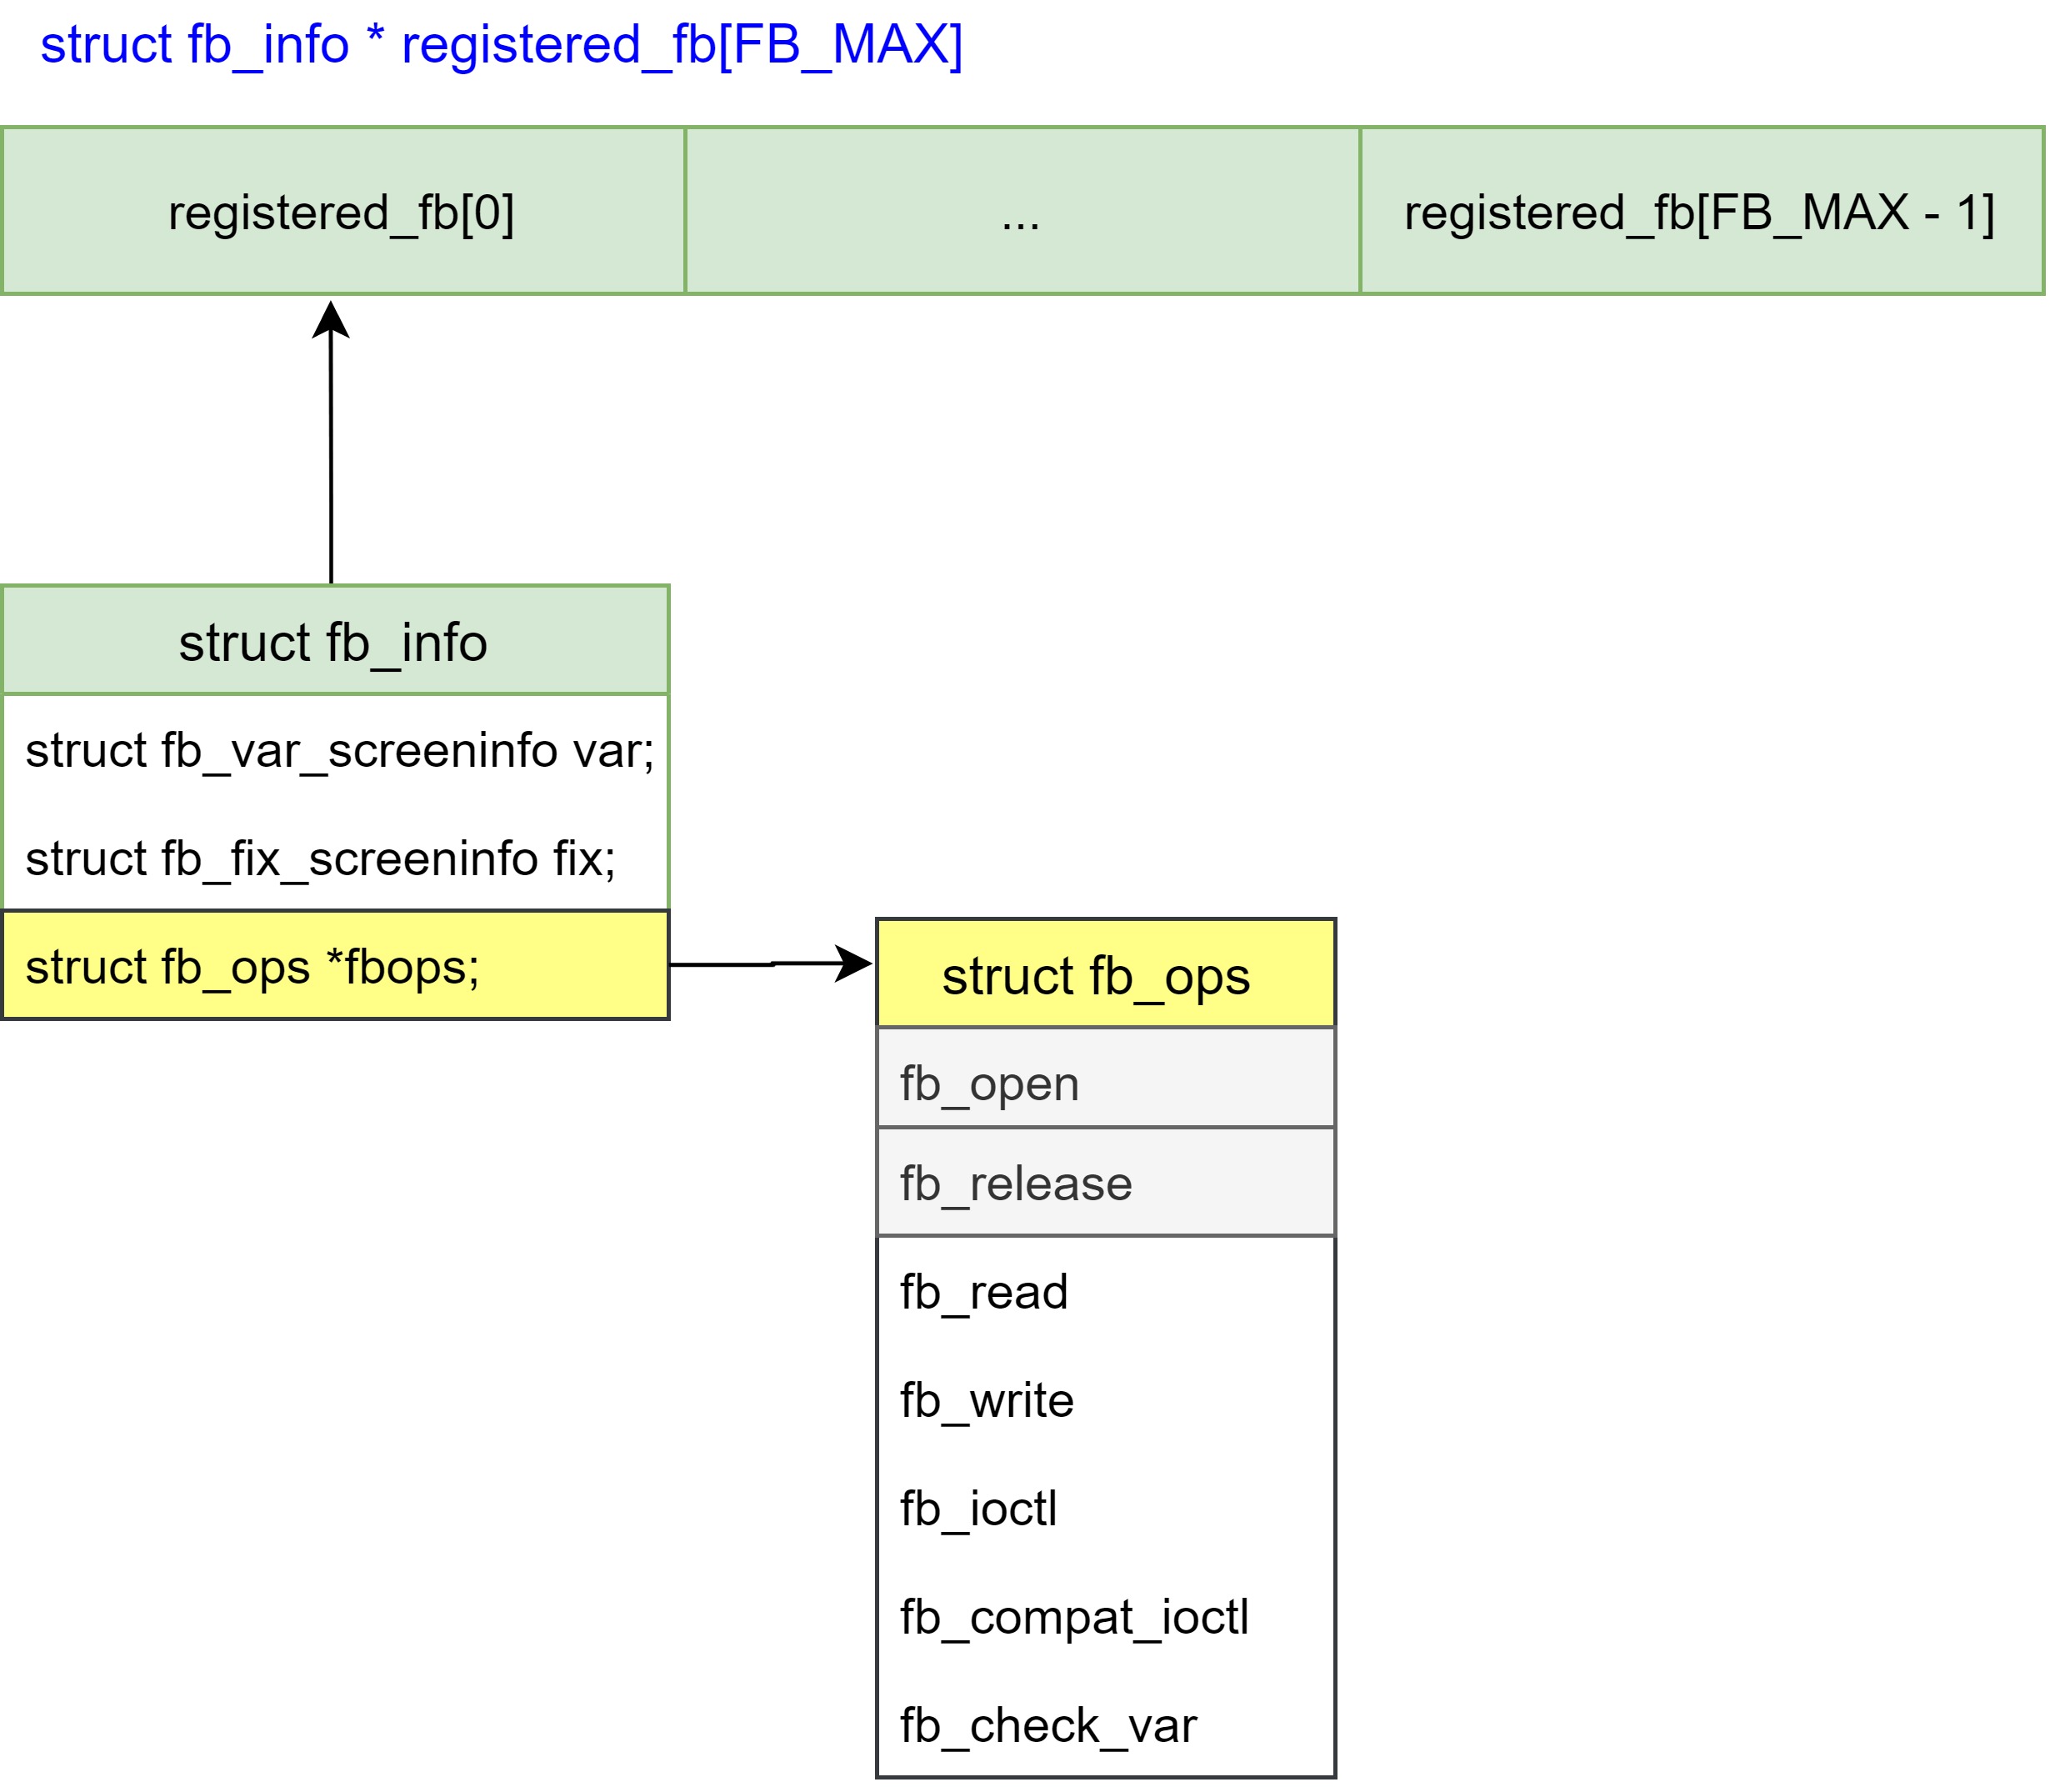 struct fb_info * registered_fb[FB_MAX]
registered_fb[0]
...
registered_fb[FB_MAX - 1]
struct fb_info
struct fb_var_screeninfo var;
struct fb_fix_screeninfo fix;
struct fb_ops *fbops;
struct fb_ops
fb_open
fb_release
fb_read
fb_write
fb_ioctl
fb_compat_ioctl
fb_check_var